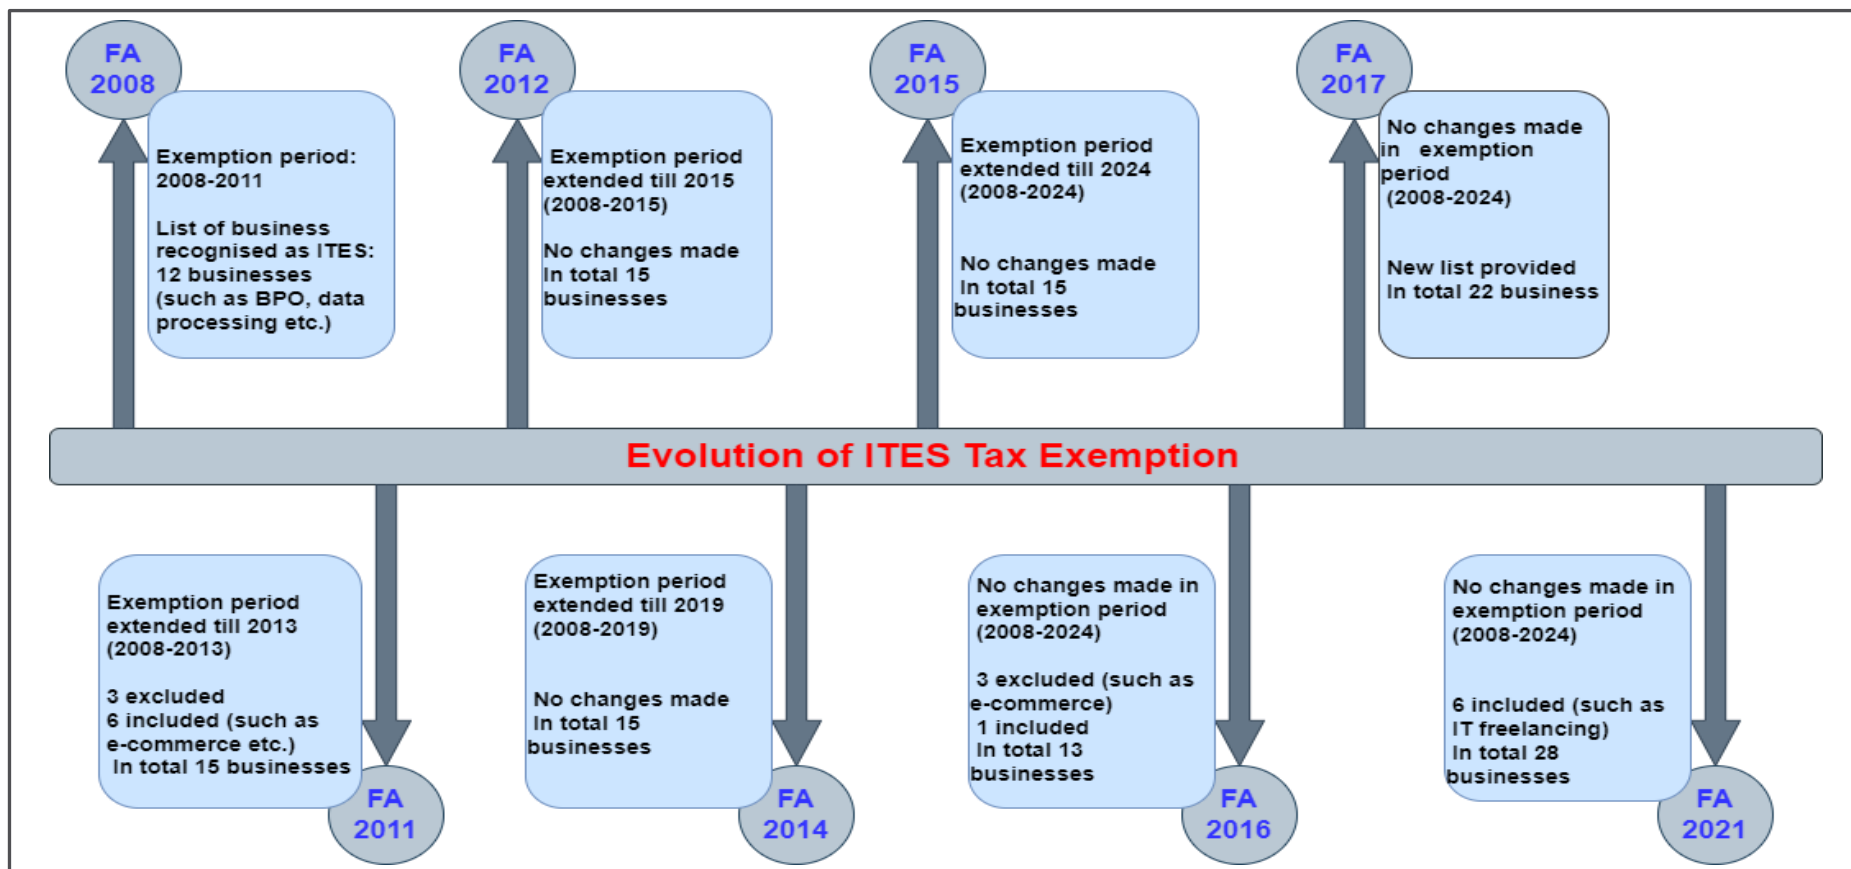 FA
2008
Exemption period:
2008-2011
List of business
recognised as ITES:
12 businesses
(such as BPO, data
processing etc.)
FA
2012
Exemption period
extended till 2015
(2008-2015)
No changes made
In total 15
businesses
FA
2015
Exemption period
extended till 2024
(2008-2024)
No changes made
In total 15
businesses
FA
2017
No changes made
in exemption
period
(2008-2024)
New list provided
In total 22 business
Evolution of ITES Tax Exemption
Exemption period
extended till 2013
(2008-2013)
3 excluded
6 included (such as
e-commerce etc.)
In total 15 businesses
FA
2011
Exemption period
extended till 2019
(2008-2019)
No changes made
In total 15
businesses
FA
2014
No changes made in
exemption period
(2008-2024)
3 excluded (such as
e-commerce)
1 included
In total 13
businesses
FA
2016
No changes made in
exemption period
(2008-2024)
6 included (such as
IT freelancing)
In total 28
businesses
FA
2021